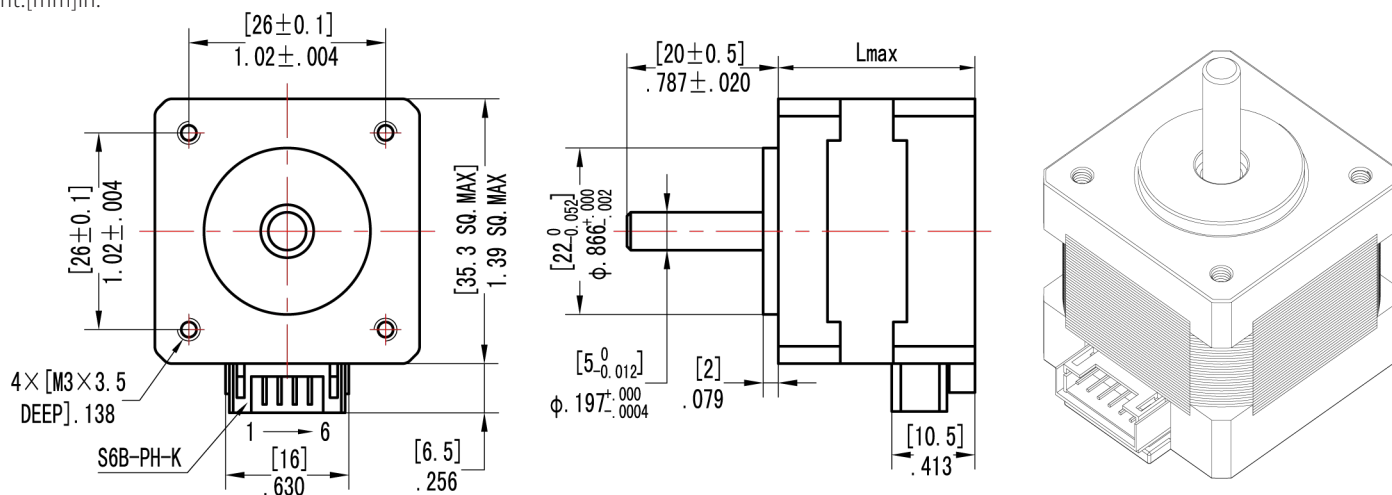 [26±0.1]
1.02±.004
[26±0.1]
1.02±.004
[35.3 SQ.MAX]
1.39 SQ.MAX
4×[M3×3.5
DEEP].138
S6B-PH-K
1 → 6
[16]
.630
[6.5]
.256
[20±0.5]
.787±.020
Lmax
[22 0 -0.052]
φ.866 +.000 -.002
[5 0 -0.012]
φ.197 +.000 -.0004
[2]
.079
[10.5]
.413